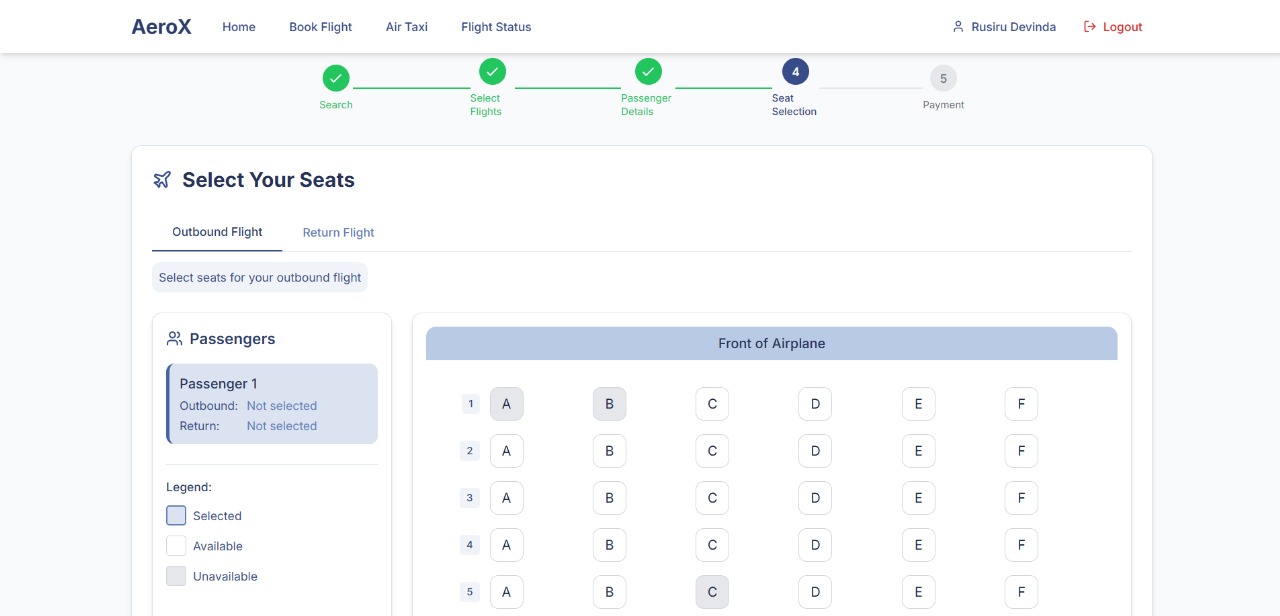 AeroX Home Book Flight Air Taxi Flight Status Rusiru Devinda Logout
4 5
Search Select Flights Passenger Details Seat Selection Payment
Select Your Seats
Outbound Flight Return Flight
Select seats for your outbound flight
Passengers
Passenger 1
Outbound: Not selected
Return: Not selected
Legend:
Selected
Available
Unavailable
Front of Airplane
1 A B C D E F
2 A B C D E F
3 A B C D E F
4 A B C D E F
5 A B C D E F